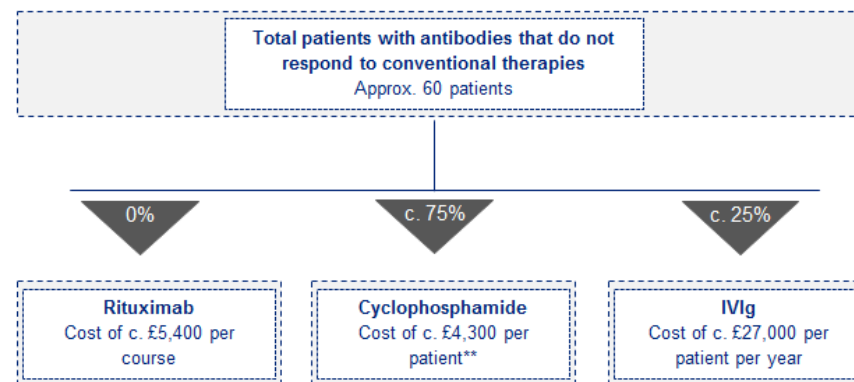 Total patients with antibodies that do not
respond to conventional therapies
Approx. 60 patients
0%
c. 75%
c. 25%
Rituximab
Cost of c. £5,400 per
course
Cyclophosphamide
Cost of c. £4,300 per
patient**
IVIg
Cost of c. £27,000 per
patient per year